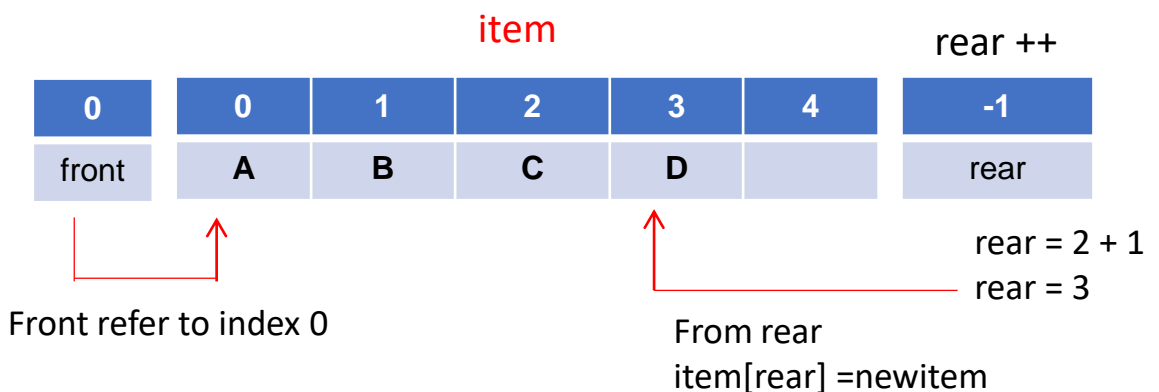 item
rear ++
0 0 1 2 3 4 -1
front A B C D rear
rear = 2 + 1
rear = 3
Front refer to index 0
From rear
item[rear] =newitem